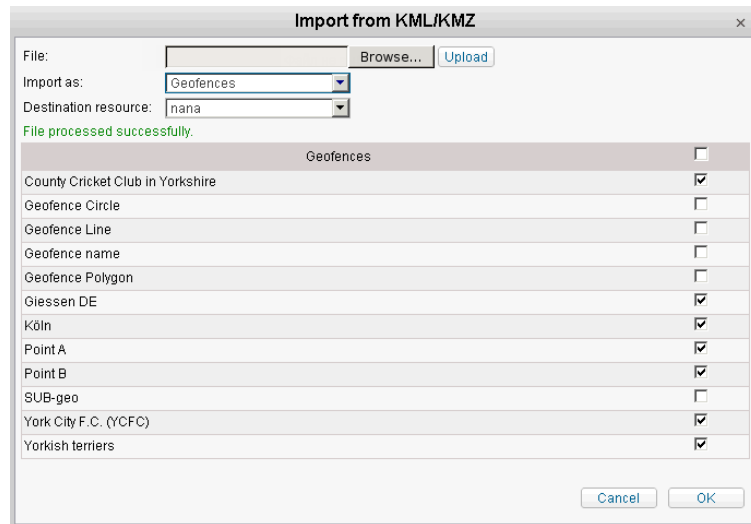 Import from KML/KMZ
File: Browse... Upload
Import as: Geofences
Destination resource: nana
File processed successfully.
Geofences
County Cricket Club in Yorkshire
Geofence Circle
Geofence Line
Geofence name
Geofence Polygon
Giessen DE
Köln
Point A
Point B
SUB-geo
York City F.C. (YCFC)
Yorkish terriers
Cancel OK